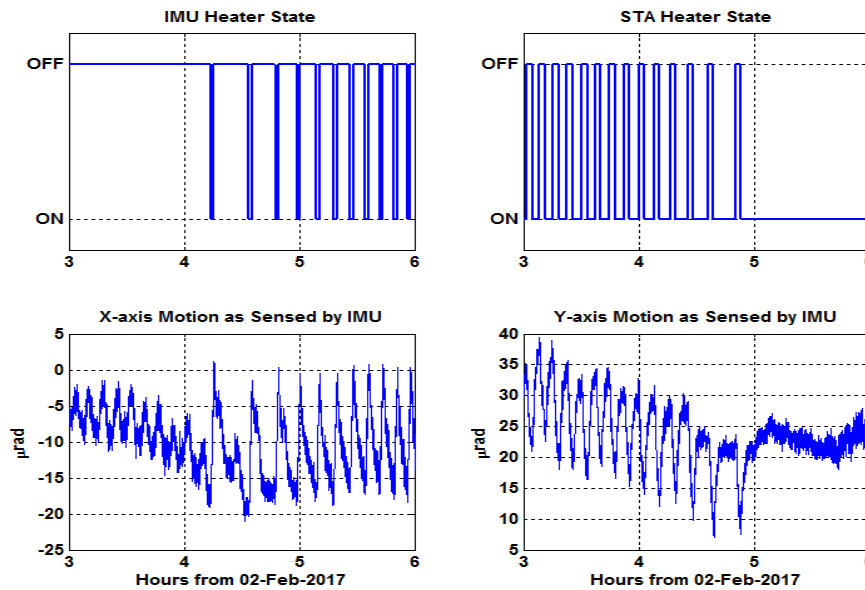 IMU Heater State
OFF
ON
3 4 5 6
STA Heater State
OFF
ON
3 4 5
X-axis Motion as Sensed by IMU
5
0
-5
-10
-15
-20
-25
µrad
3 4 5 6
Hours from 02-Feb-2017
Y-axis Motion as Sensed by IMU
40
35
30
25
20
15
10
5
µrad
3 4 5
Hours from 02-Feb-2017